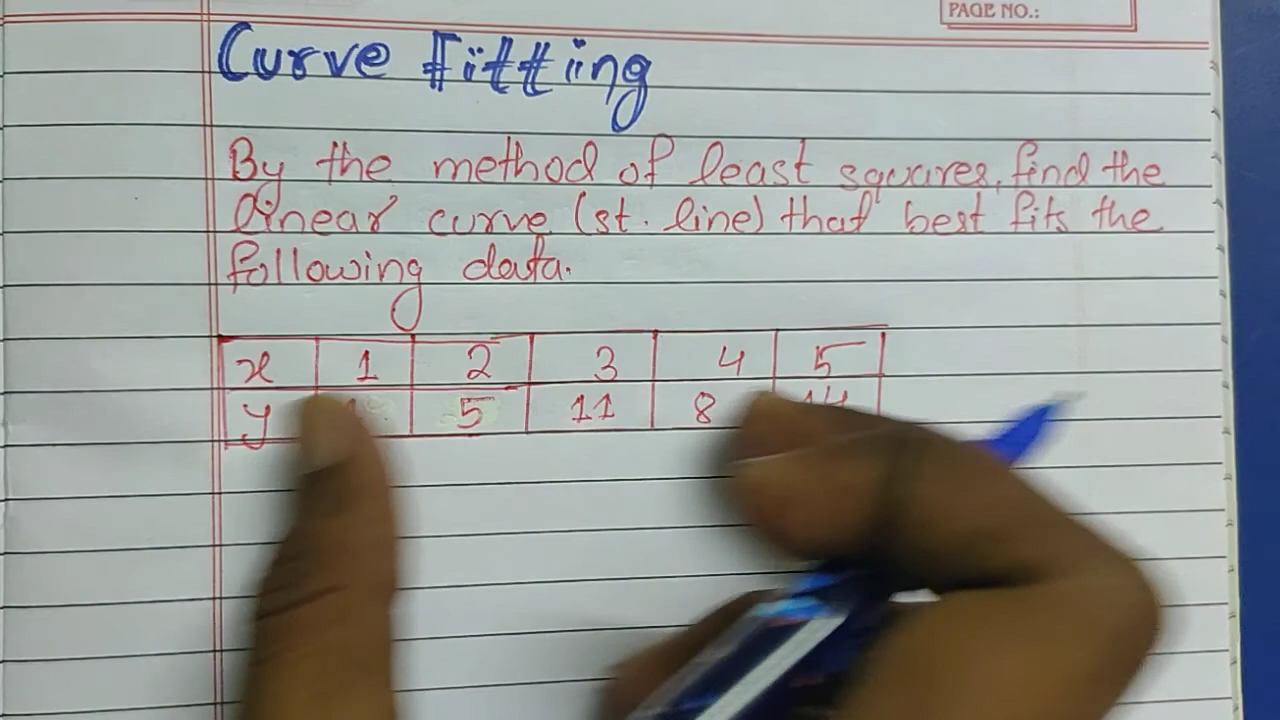 PAGE NO.:
Curve Fitting
By the method of least squares, find the
linear curve (st. line) that best fits the
following data.
x 1 2 3 4 5
y 5 11 8 14